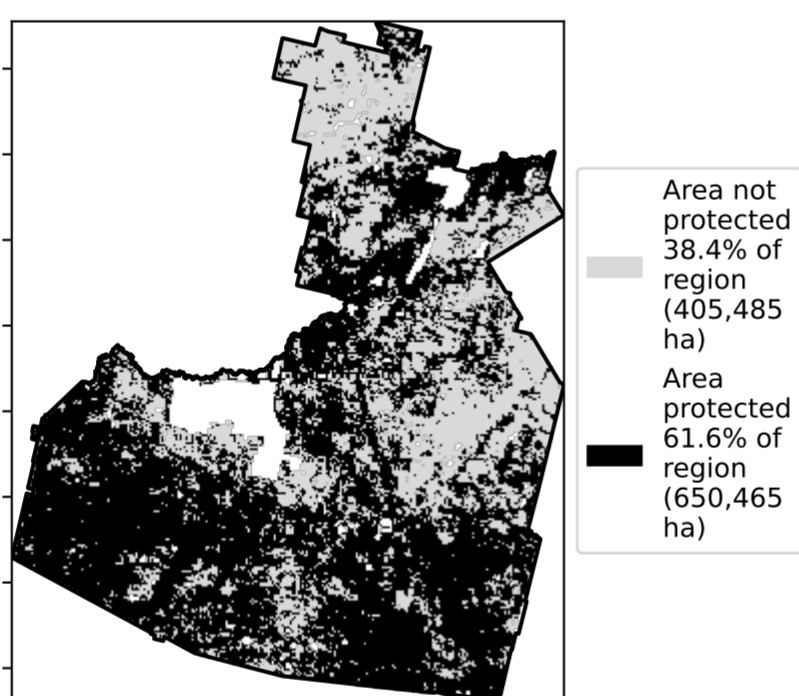 Area not
protected
38.4% of
region
(405,485
ha)
Area
protected
61.6% of
region
(650,465
ha)